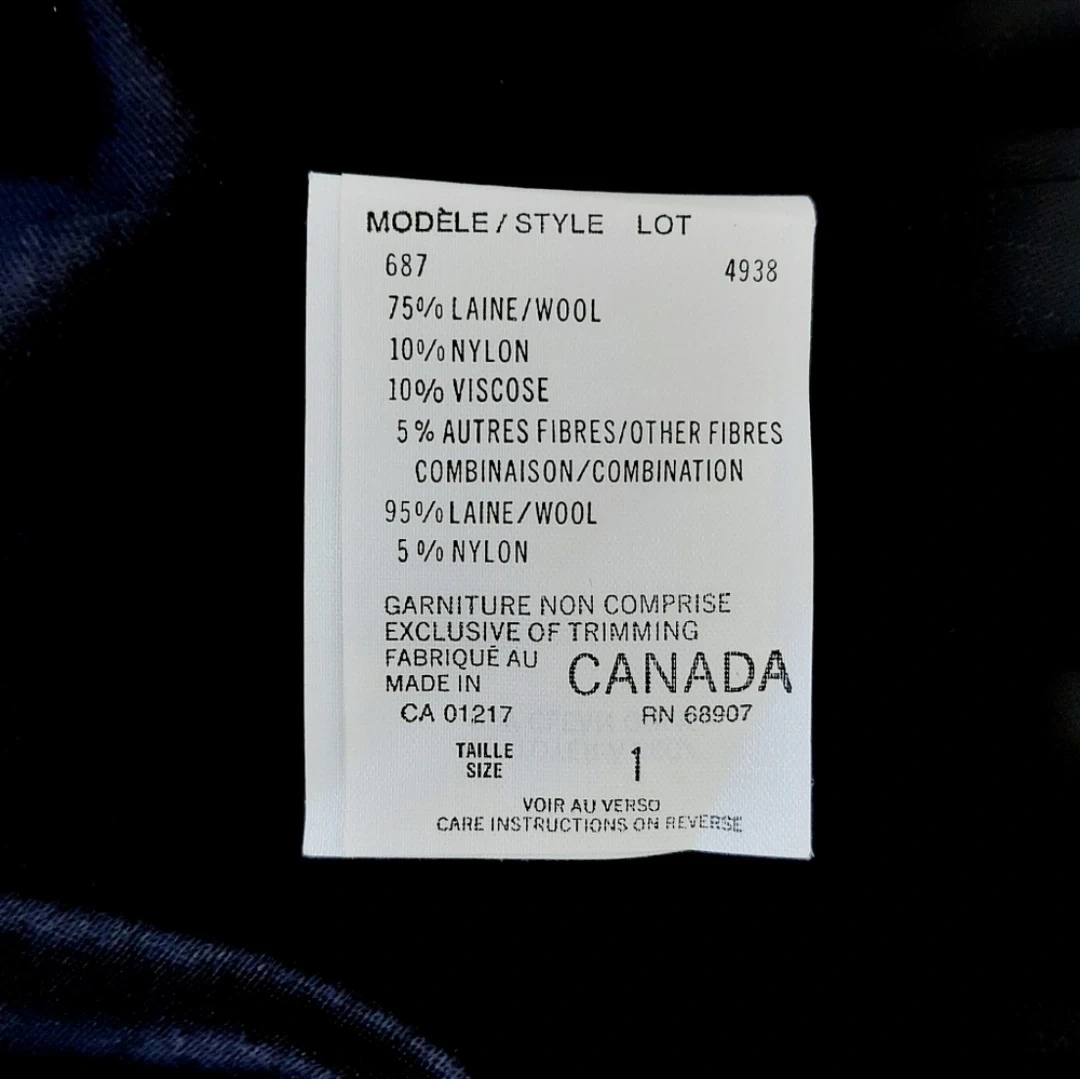 MODÈLE / STYLE LOT
687 4938
75% LAINE/WOOL
10% NYLON
10% VISCOSE
5% AUTRES FIBRES/OTHER FIBRES
COMBINAISON/COMBINATION
95% LAINE/WOOL
5% NYLON
GARNITURE NON COMPRISE
EXCLUSIVE OF TRIMMING
FABRIQUÉ AU
MADE IN CANADA
CA 01217 RN 68907
TAILLE
SIZE 1
VOIR AU VERSO
CARE INSTRUCTIONS ON REVERSE